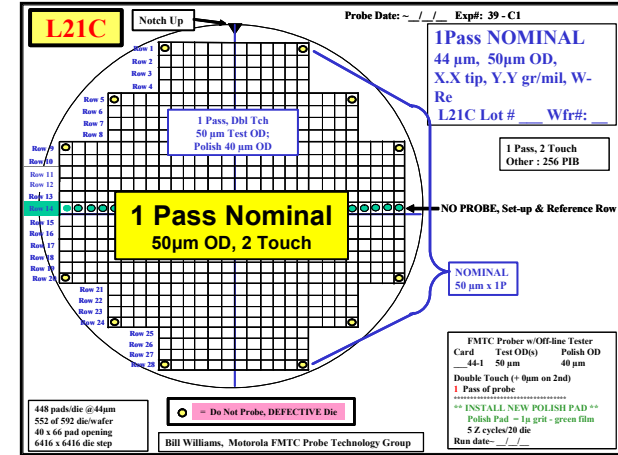 L21C
Notch Up
Probe Date: ~__/__/__ Exp#: 39 - C1
1Pass NOMINAL
44 µm, 50µm OD,
X.X tip, Y.Y gr/mil, W-
Re
L21C Lot # ____ Wfr#: __
Row 1
Row 2
Row 3
Row 4
Row 5
Row 6
Row 7
Row 8
1 Pass, Dbl Tch
50 µm Test OD;
Polish 40 µm OD
1 Pass, 2 Touch
Other : 256 PIB
Row 9
Row 10
Row 11
Row 12
Row 13
Row 14
NO PROBE, Set-up & Reference Row
1 Pass Nominal
50µm OD, 2 Touch
Row 15
Row 16
Row 17
Row 18
Row 19
Row 20
NOMINAL
50 µm x 1P
Row 21
Row 22
Row 23
Row 24
Row 25
Row 26
Row 27
Row 28
FMTC Prober w/Off-line Tester
Card Test OD(s) Polish OD
___44-1 50 µm 40 µm
Double Touch (+ 0µm on 2nd)
1 Pass of probe
************************************
** INSTALL NEW POLISH PAD **
Polish Pad = 1µ grit - green film
5 Z cycles/20 die
Run date~ __/__/__
448 pads/die @44µm
552 of 592 die/wafer
40 x 66 pad opening
6416 x 6416 die step
= Do Not Probe, DEFECTIVE Die
Bill Williams, Motorola FMTC Probe Technology Group